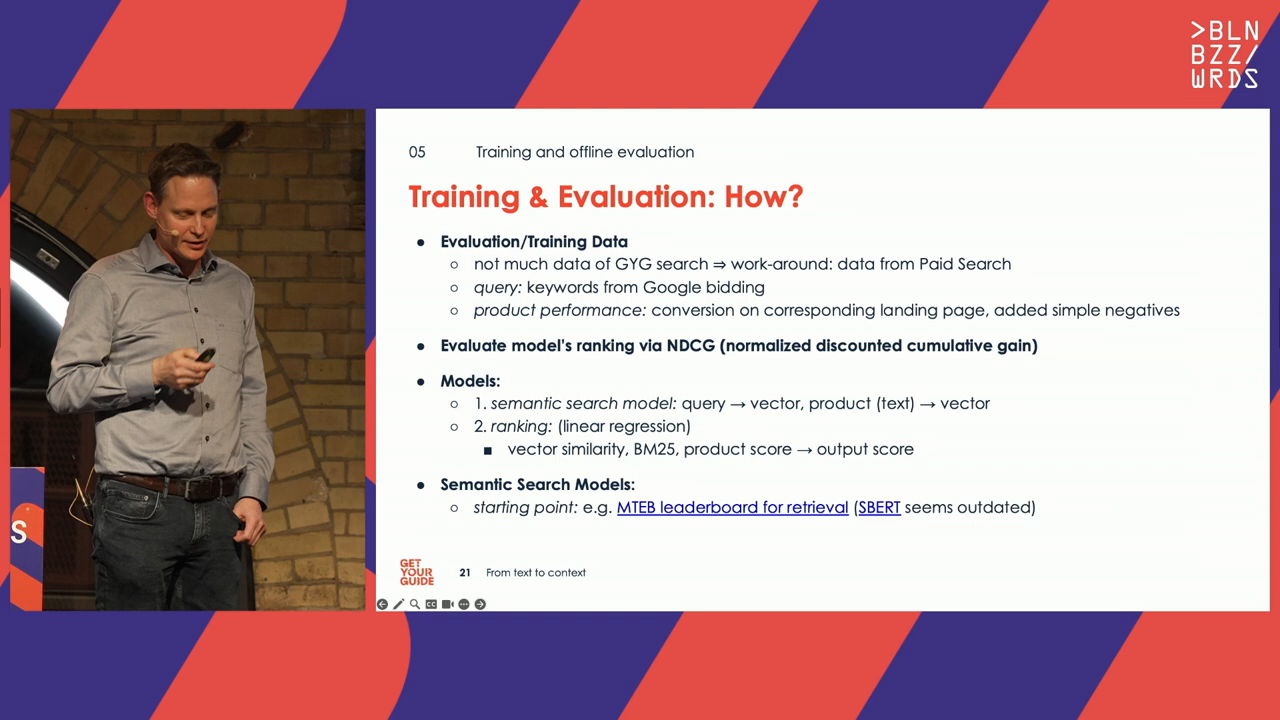 >BLN
BZZ/
WRDS
05 Training and offline evaluation
Training & Evaluation: How?
● Evaluation/Training Data
○ not much data of GYG search ⇒ work-around: data from Paid Search
○ query: keywords from Google bidding
○ product performance: conversion on corresponding landing page, added simple negatives
● Evaluate model's ranking via NDCG (normalized discounted cumulative gain)
● Models:
○ 1. semantic search model: query → vector, product (text) → vector
○ 2. ranking: (linear regression)
■ vector similarity, BM25, product score → output score
● Semantic Search Models:
○ starting point: e.g. MTEB leaderboard for retrieval (SBERT seems outdated)
GET
YOUR
GUIDE
21 From text to context
CC
S